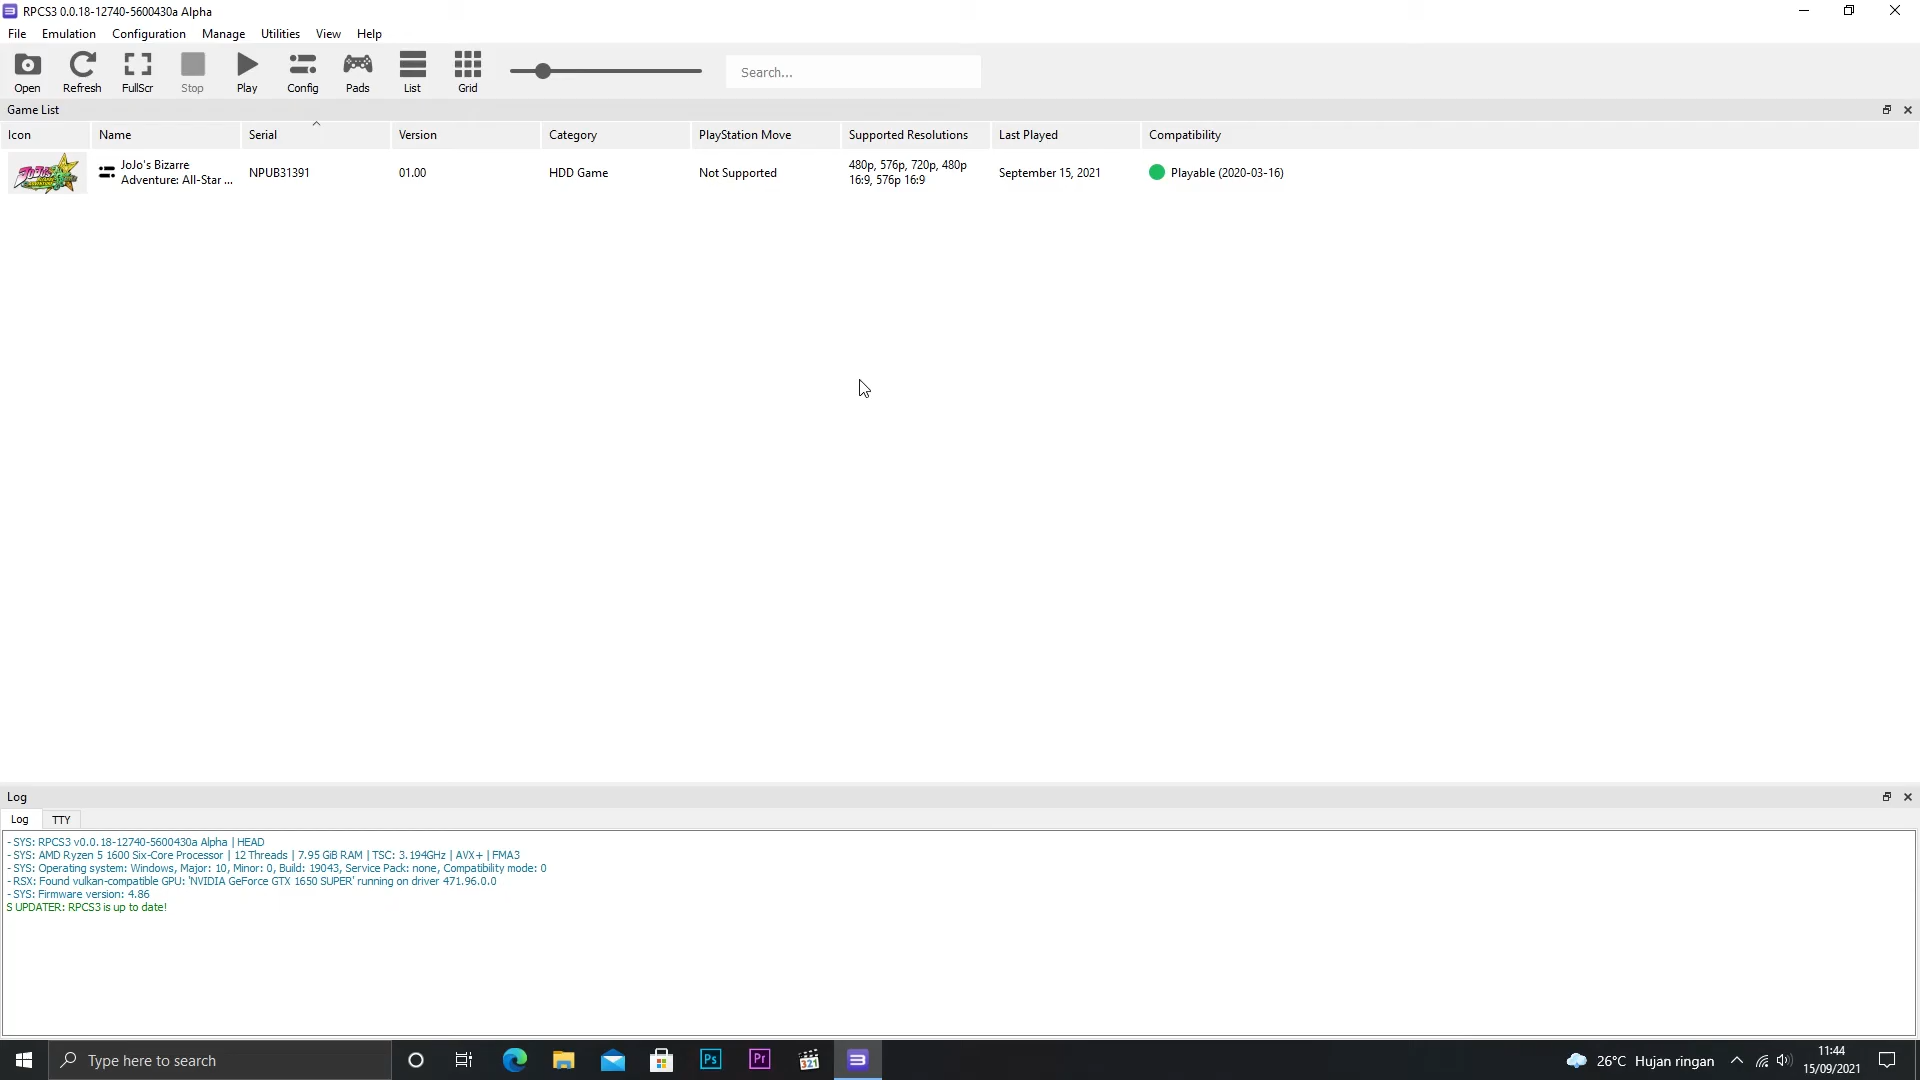 RPCS3 0.0.18-12740-5600430a Alpha
File Emulation Configuration Manage Utilities View Help
Open Refresh FullScr Stop Play Config Pads List Grid Search...
Game List
Icon Name Serial Version Category PlayStation Move Supported Resolutions Last Played Compatibility
JoJo's Bizarre
Adventure: All-Star ...
NPUB31391 01.00 HDD Game Not Supported
480p, 576p, 720p, 480p
16:9, 576p 16:9
September 15, 2021 Playable (2020-03-16)
Log
Log TTY
- SYS: RPCS3 v0.0.18-12740-5600430a Alpha | HEAD
- SYS: AMD Ryzen 5 1600 Six-Core Processor | 12 Threads | 7.95 GiB RAM | TSC: 3.194GHz | AVX+ | FMA3
- SYS: Operating system: Windows, Major: 10, Minor: 0, Build: 19043, Service Pack: none, Compatibility mode: 0
- RSX: Found vulkan-compatible GPU: 'NVIDIA GeForce GTX 1650 SUPER' running on driver 471.96.0.0
- SYS: Firmware version: 4.86
S UPDATER: RPCS3 is up to date!
Type here to search
Ps Pr 321
26°C Hujan ringan
11:44
15/09/2021